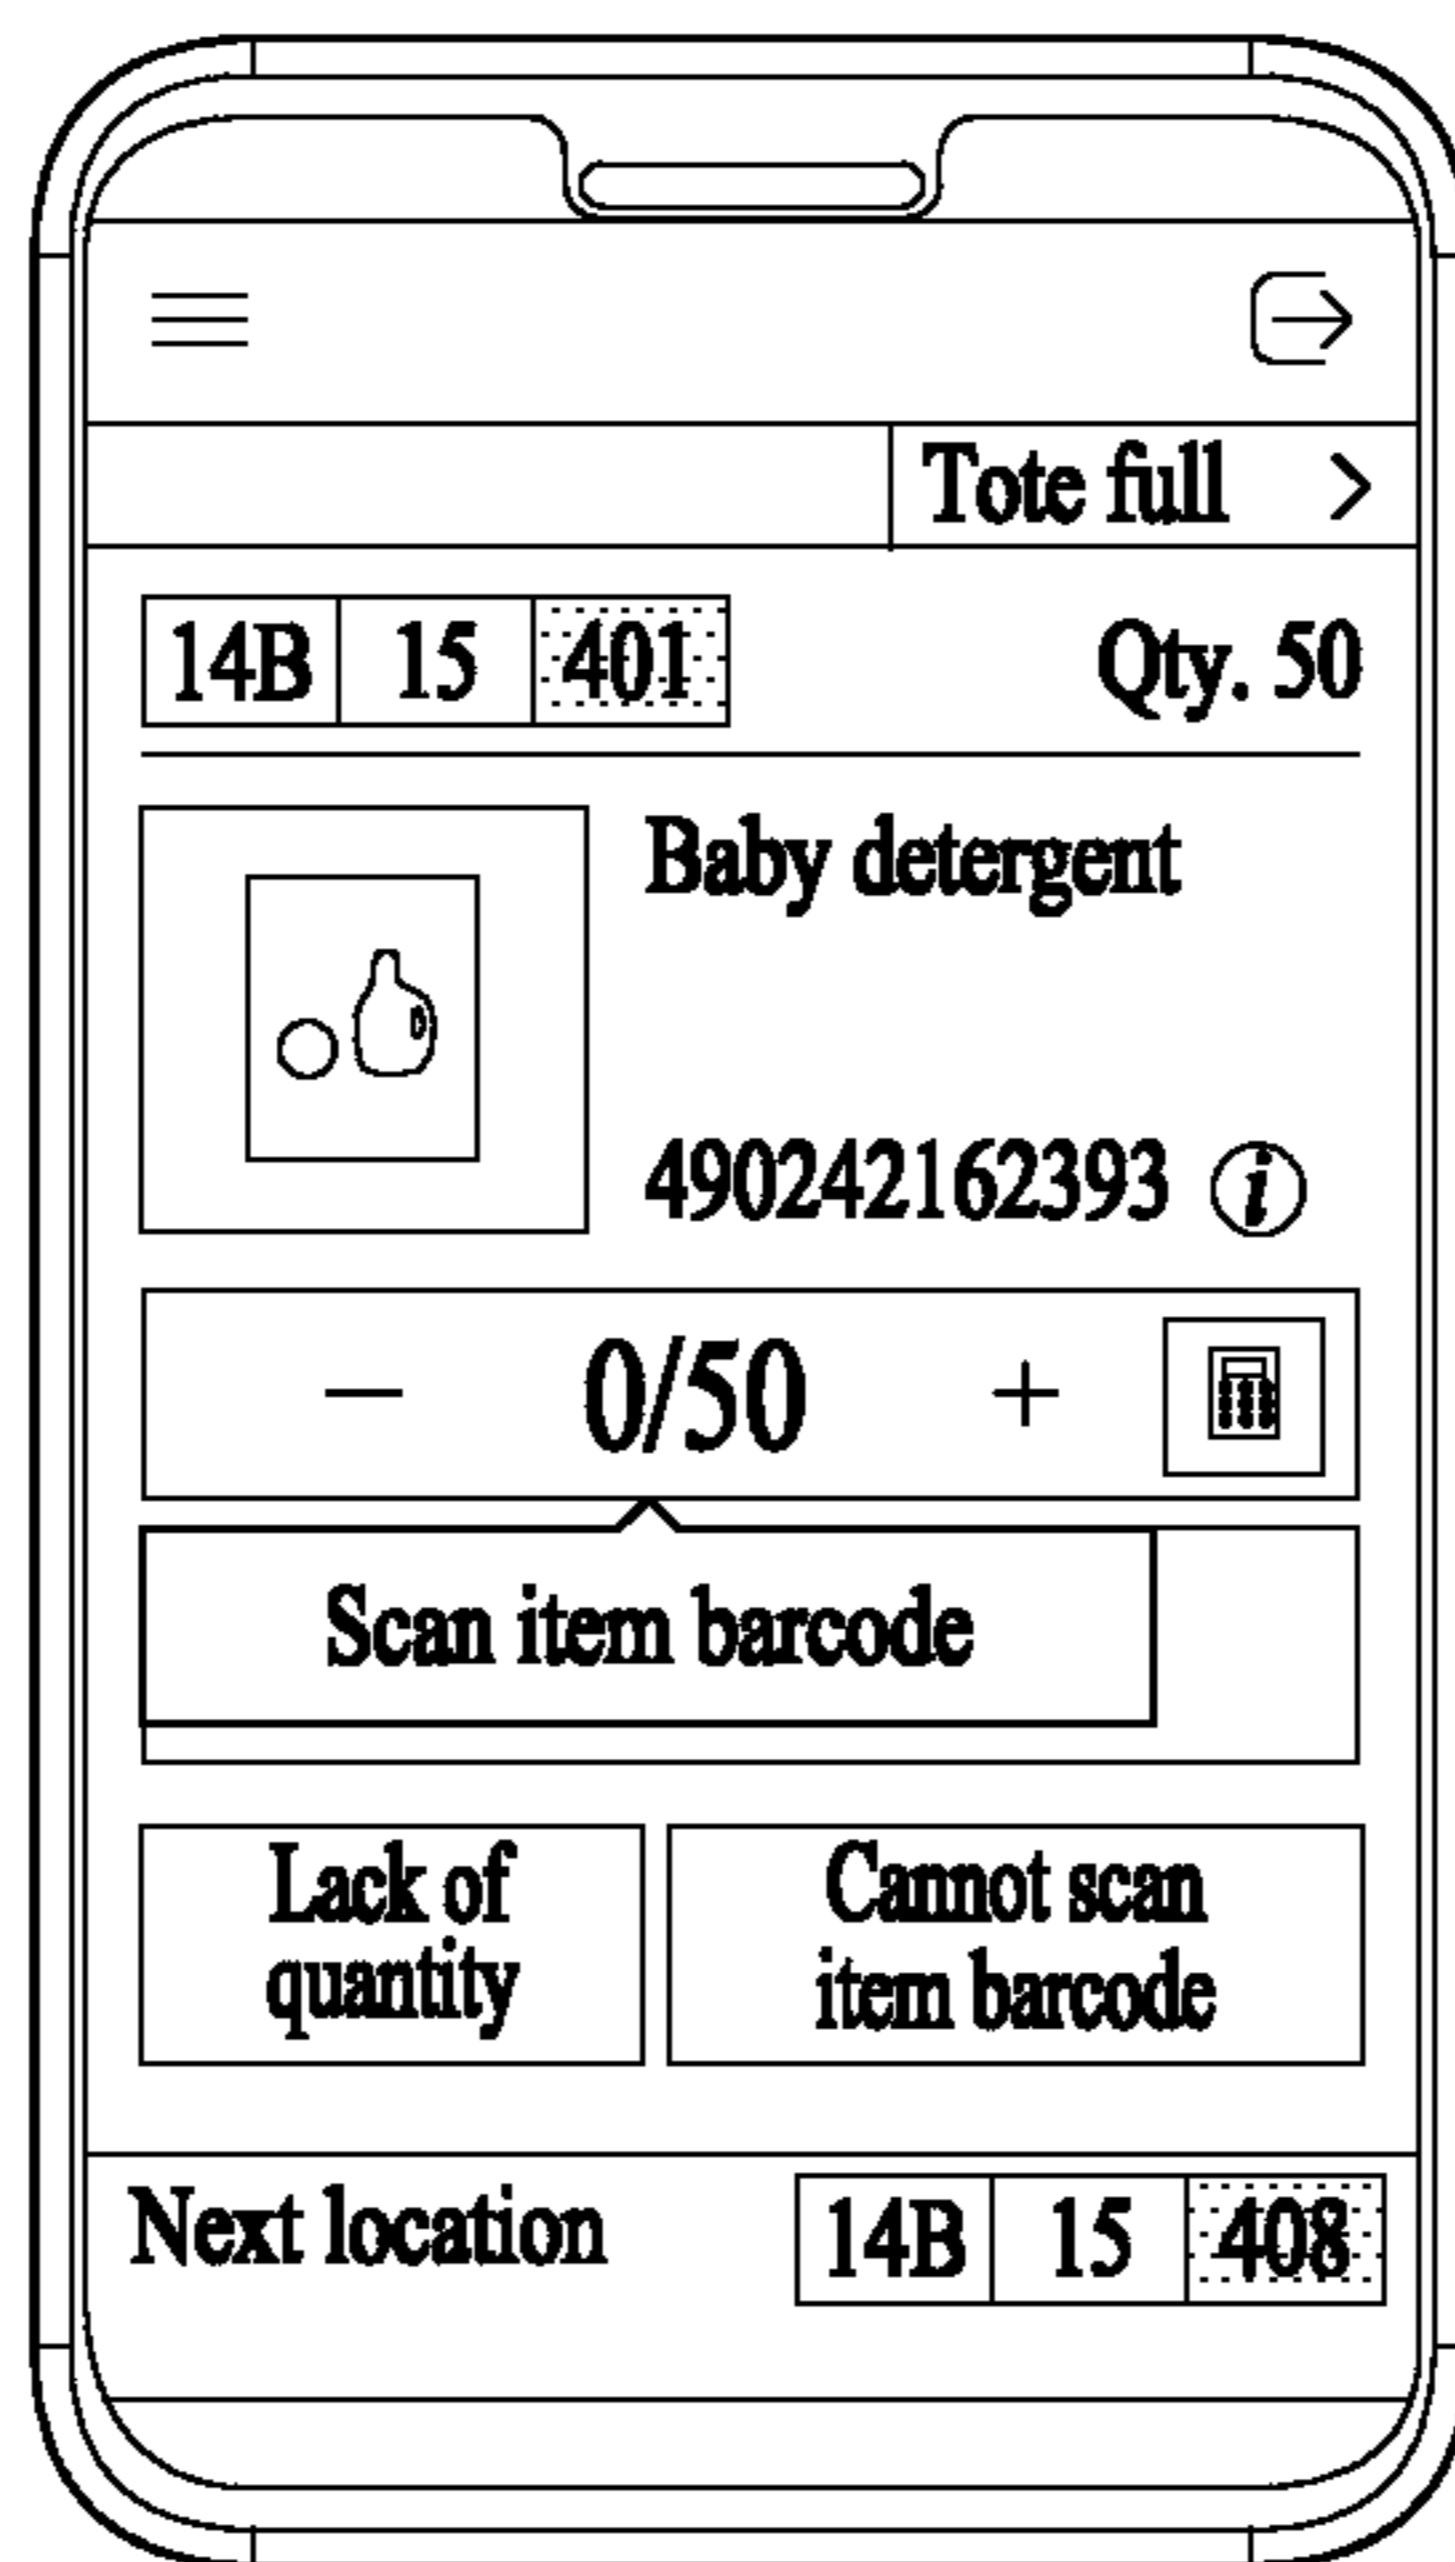 Tote full >
14B 15 401 Qty. 50
Baby detergent
490242162393 i
− 0/50 +
Scan item barcode
Lack of
quantity
Cannot scan
item barcode
Next location 14B 15 408